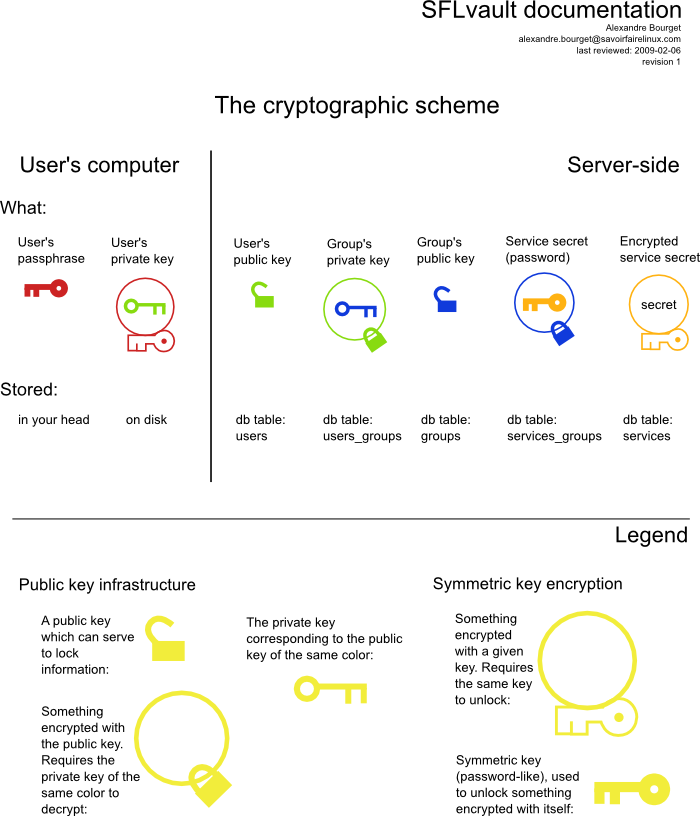 SFLvault documentation
Alexandre Bourget
alexandre.bourget@savoirfairelinux.com
last reviewed: 2009-02-06
revision 1
The cryptographic scheme
User's computer
Server-side
What:
User's
passphrase
User's
private key
User's
public key
Group's
private key
Group's
public key
Service secret
(password)
Encrypted
service secret
secret
Stored:
in your head
on disk
db table:
users
db table:
users_groups
db table:
groups
db table:
services_groups
db table:
services
Legend
Public key infrastructure
A public key
which can serve
to lock
information:
The private key
corresponding to the public
key of the same color:
Something
encrypted with
the public key.
Requires the
private key of the
same color to
decrypt:
Symmetric key encryption
Something
encrypted
with a given
key. Requires
the same key
to unlock:
Symmetric key
(password-like), used
to unlock something
encrypted with itself: